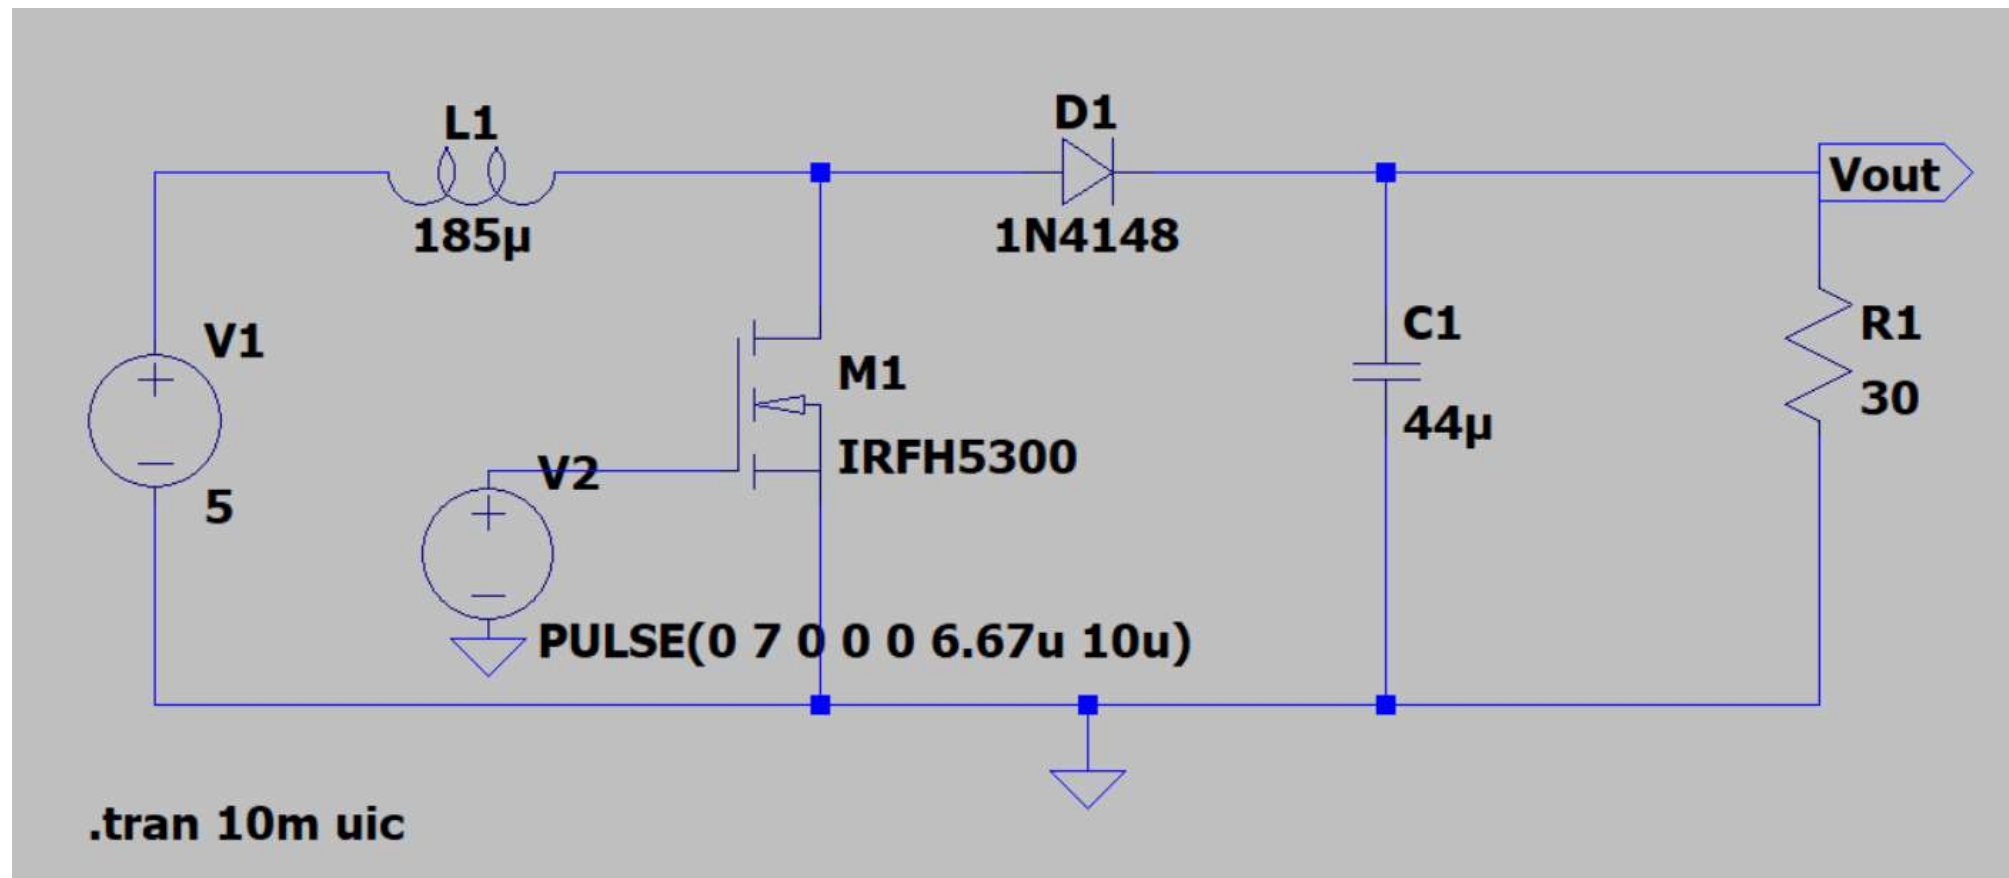 L1
185µ
D1
1N4148
Vout
V1
5
V2
PULSE(0 7 0 0 0 6.67u 10u)
M1
IRFH5300
C1
44µ
R1
30
.tran 10m uic